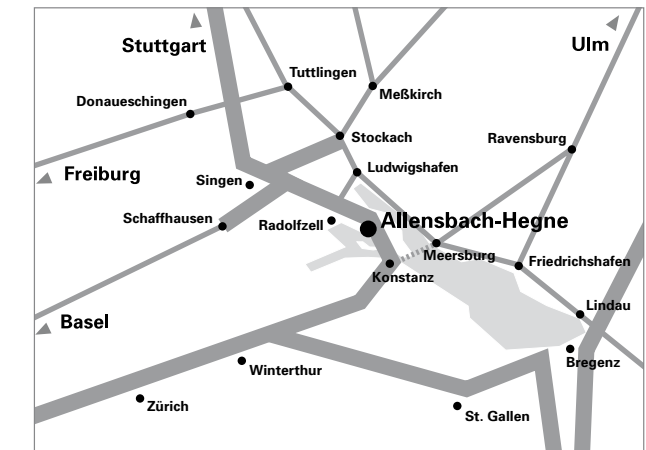 Stuttgart
Ulm
Tuttlingen
Meßkirch
Donaueschingen
Stockach
Ravensburg
Ludwigshafen
Freiburg
Singen
Schaffhausen
Radolfzell
Allensbach-Hegne
Meersburg
Friedrichshafen
Konstanz
Lindau
Basel
Bregenz
Winterthur
Zürich
St. Gallen